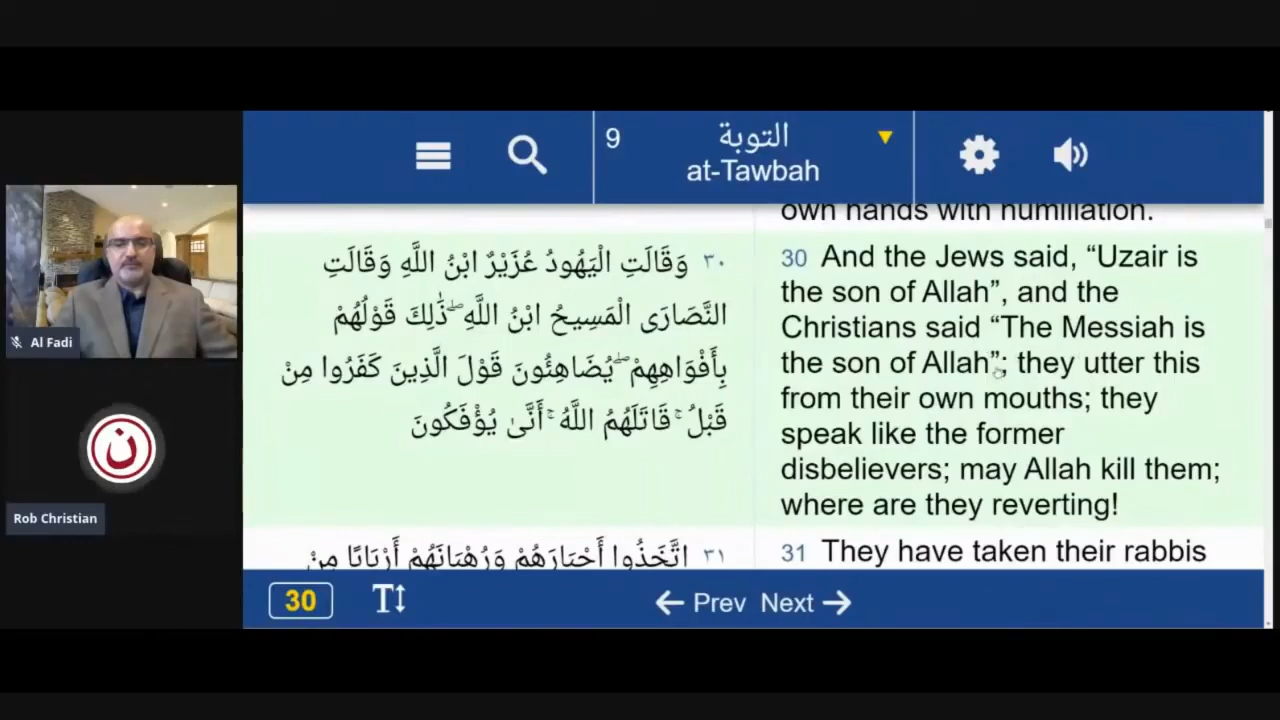 9
التوبة
at-Tawbah
own hands with humiliation.
٣٠ وَقَالَتِ الْيَهُودُ عُزَيْرٌ ابْنُ اللَّهِ وَقَالَتِ
النَّصَارَى الْمَسِيحُ ابْنُ اللَّهِ ۖ ذَٰلِكَ قَوْلُهُمْ
بِأَفْوَاهِهِمْ ۖ يُضَاهِئُونَ قَوْلَ الَّذِينَ كَفَرُوا مِنْ
قَبْلُ ۚ قَاتَلَهُمُ اللَّهُ ۚ أَنَّىٰ يُؤْفَكُونَ
30 And the Jews said, “Uzair is
the son of Allah”, and the
Christians said “The Messiah is
the son of Allah”; they utter this
from their own mouths; they
speak like the former
disbelievers; may Allah kill them;
where are they reverting!
٣١ اتَّخَذُوا أَحْبَارَهُمْ وَرُهْبَانَهُمْ أَرْبَابًا مِنْ
31 They have taken their rabbis
30
T
Prev Next
Al Fadi
ن
Rob Christian